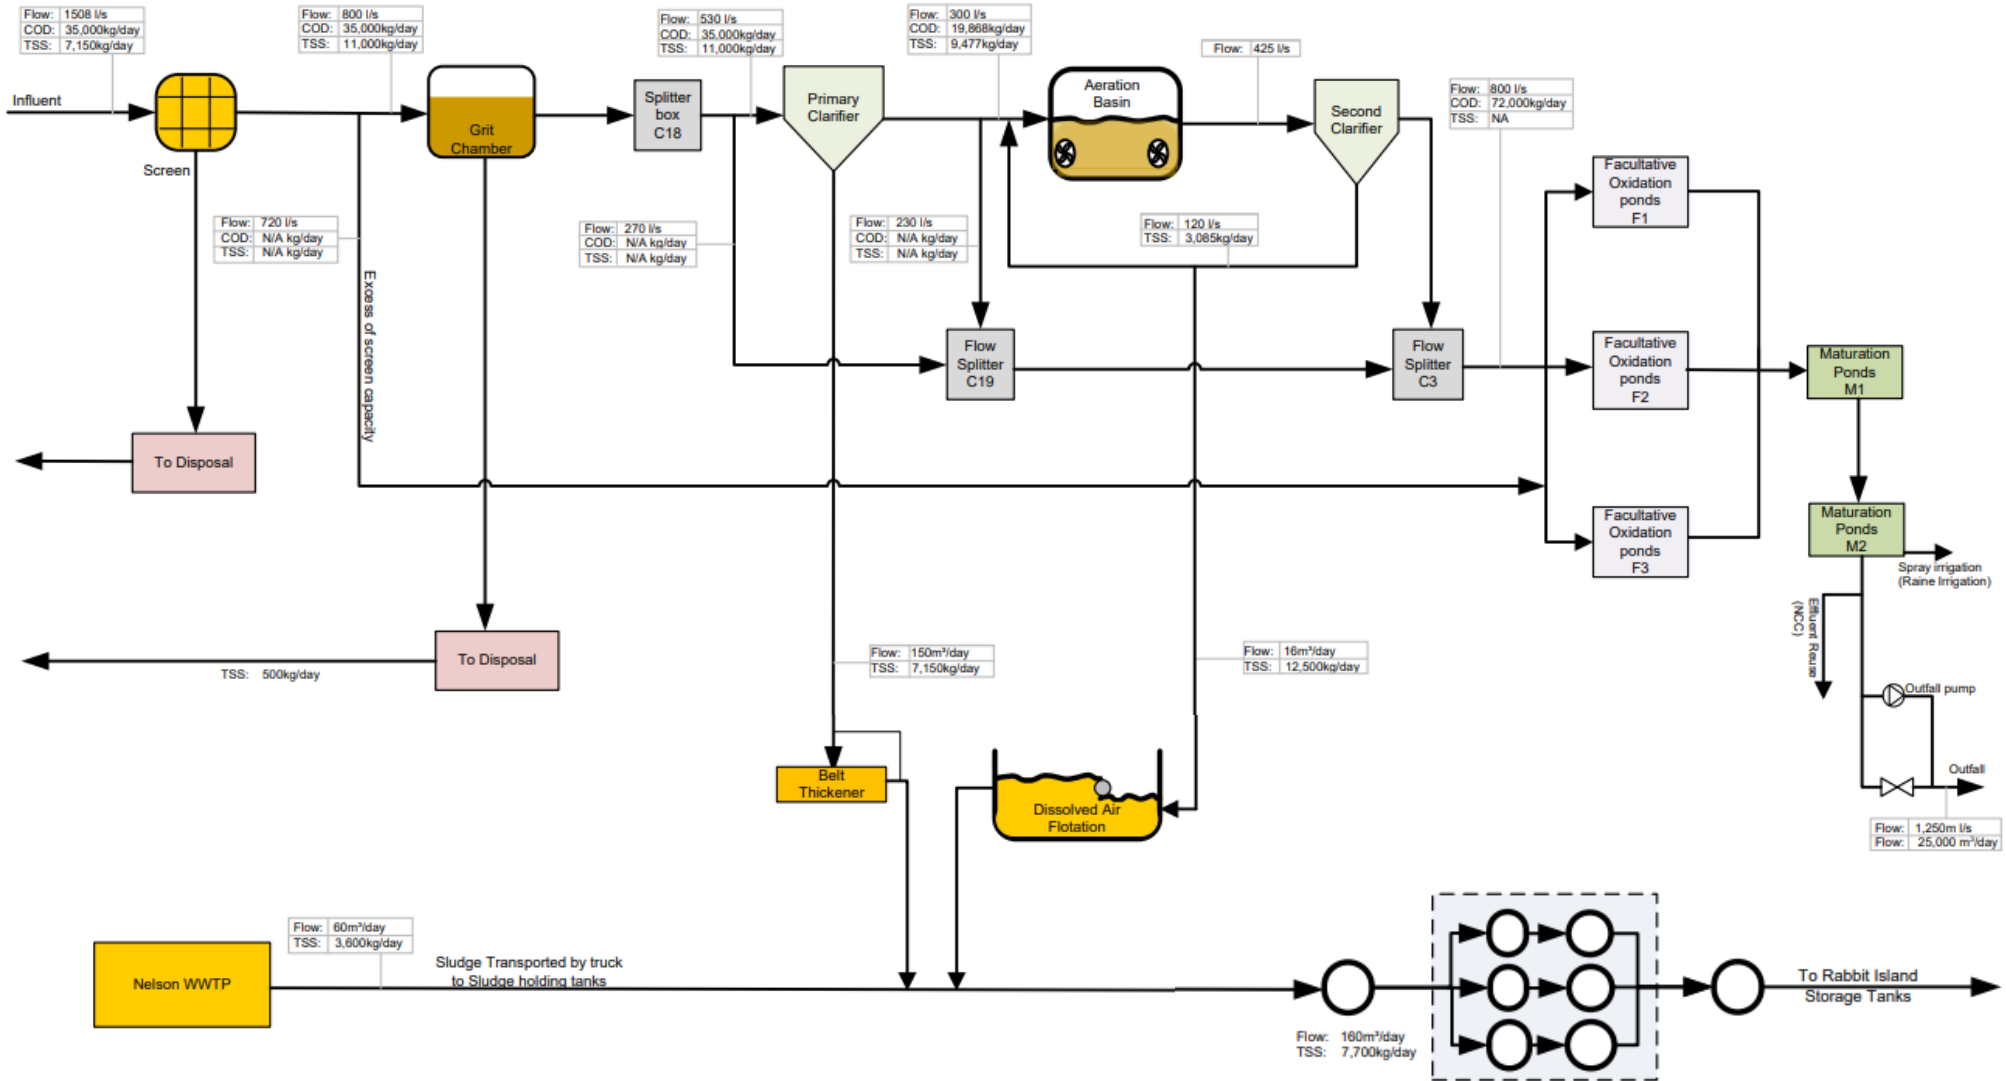 Flow: 1508 l/s
COD: 35,000kg/day
TSS: 7,150kg/day
Flow: 800 l/s
COD: 35,000kg/day
TSS: 11,000kg/day
Flow: 530 l/s
COD: 35.000kg/day
TSS: 11,000kg/day
Flow: 300 l/s
COD: 19,868kg/day
TSS: 9,477kg/day
Flow: 425 l/s
Flow: 800 l/s
COD: 72,000kg/day
TSS: NA
Influent
Screen
Grit
Chamber
Splitter
box
C18
Primary
Clarifier
Aeration
Basin
Second
Clarifier
Facultative
Oxidation
ponds
F1
Flow: 720 l/s
COD: N/A kg/day
TSS: N/A kg/day
Flow: 270 l/s
COD: N/A kg/day
TSS: N/A kg/day
Flow: 230 l/s
COD: N/A kg/day
TSS: N/A kg/day
Flow: 120 l/s
TSS: 3,085kg/day
Excess of screen capacity
Flow
Splitter
C19
Flow
Splitter
C3
Facultative
Oxidation
ponds
F2
Maturation
Ponds
M1
To Disposal
Facultative
Oxidation
ponds
F3
Maturation
Ponds
M2
Spray irrigation
(Raine Irrigation)
Effluent Reuse
(NCC)
To Disposal
TSS: 500kg/day
Flow: 150m³/day
TSS: 7,150kg/day
Flow: 16m³/day
TSS: 12,500kg/day
Outfall pump
Outfall
Belt
Thickener
Dissolved Air
Flotation
Flow: 1,250m l/s
Flow: 25,000 m³/day
Flow: 60m³/day
TSS: 3,600kg/day
Nelson WWTP
Sludge Transported by truck
to Sludge holding tanks
Flow: 160m³/day
TSS: 7,700kg/day
To Rabbit Island
Storage Tanks